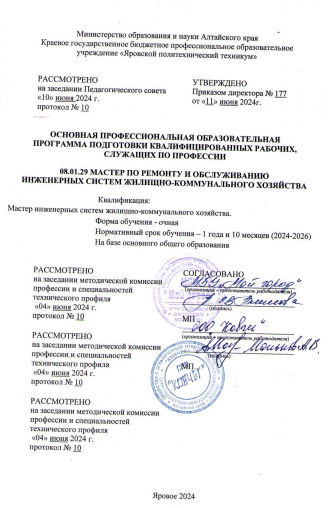 Министерство образования и науки Алтайского края
Краевое государственное бюджетное профессиональное образовательное
учреждение «Яровской политехнический техникум»
РАССМОТРЕНО
на заседании Педагогического совета
«10» июня 2024 г.
протокол № 10
УТВЕРЖДЕНО
Приказом директора № 177
от «11» июня 2024г.
ОСНОВНАЯ ПРОФЕССИОНАЛЬНАЯ ОБРАЗОВАТЕЛЬНАЯ
ПРОГРАММА ПОДГОТОВКИ КВАЛИФИЦИРОВАННЫХ РАБОЧИХ,
СЛУЖАЩИХ ПО ПРОФЕССИИ
08.01.29 МАСТЕР ПО РЕМОНТУ И ОБСЛУЖИВАНИЮ
ИНЖЕНЕРНЫХ СИСТЕМ ЖИЛИЩНО-КОММУНАЛЬНОГО ХОЗЯЙСТВА
Квалификации:
Мастер инженерных систем жилищно-коммунального хозяйства.
Форма обучения - очная
Нормативный срок обучения – 1 года и 10 месяцев (2024-2026)
На базе основного общего образования
РАССМОТРЕНО
на заседании методической комиссии
профессии и специальностей
технического профиля
«04» июня 2024 г.
протокол № 10
СОГЛАСОВАНО
"Мой город"
(организация - представитель работодателя)
(подпись)
МП
РАССМОТРЕНО
на заседании методической комиссии
профессии и специальностей
технического профиля
«04» июня 2024 г.
протокол № 10
ООО
(организация - представитель работодателя)
(подпись)
МП
РАССМОТРЕНО
на заседании методической комиссии
профессии и специальностей
технического профиля
«04» июня 2024 г.
протокол № 10
Яровое 2024